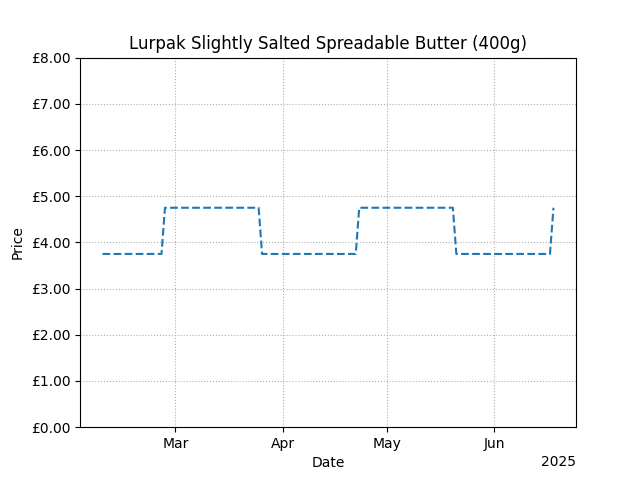 Lurpak Slightly Salted Spreadable Butter (400g)
£8.00
£7.00
£6.00
£5.00
£4.00
£3.00
£2.00
£1.00
£0.00
Price
Mar Apr May Jun
Date
2025